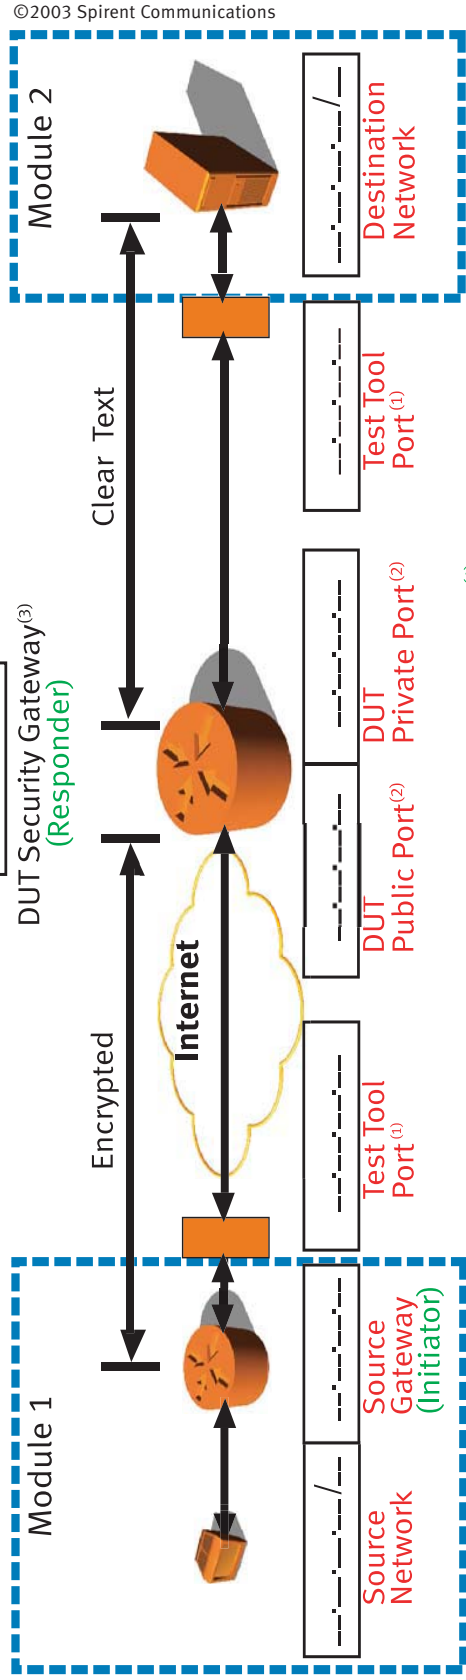 ©2003 Spirent Communications
Module 1
Module 2
DUT Security Gateway(3)
(Responder)
Encrypted
Clear Text
Internet
Source
Network
Source
Gateway
(Initiator)
Test Tool
Port(1)
DUT
Public Port(2)
DUT
Private Port(2)
Test Tool
Port(1)
Destination
Network